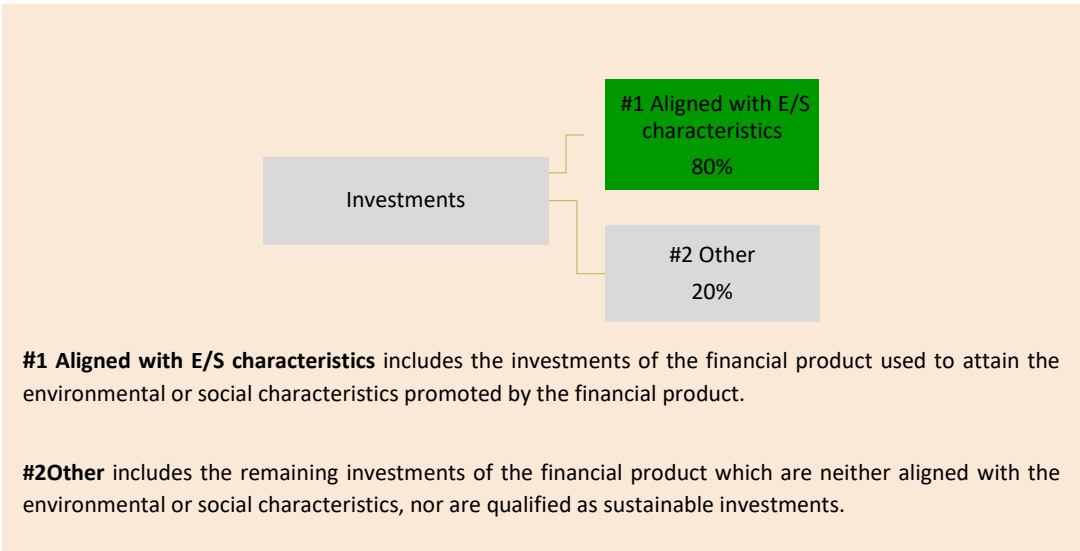 #1 Aligned with E/S
characteristics
80%
Investments
#2 Other
20%
#1 Aligned with E/S characteristics includes the investments of the financial product used to attain the
environmental or social characteristics promoted by the financial product.
#2Other includes the remaining investments of the financial product which are neither aligned with the
environmental or social characteristics, nor are qualified as sustainable investments.